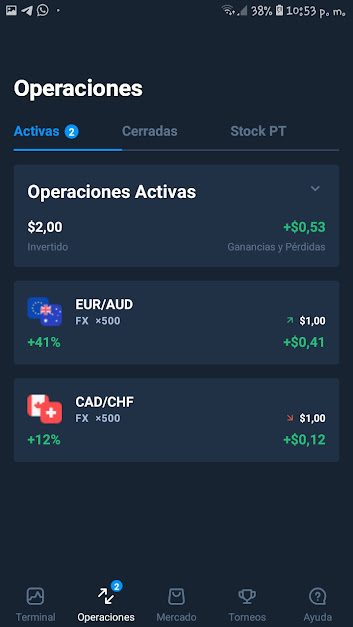 38% 10:53 p. m.
Operaciones
Activas 2 Cerradas Stock PT
Operaciones Activas
$2,00 +$0,53
Invertido Ganancias y Pérdidas
EUR/AUD
FX ×500 $1,00
+41% +$0,41
CAD/CHF
FX ×500 $1,00
+12% +$0,12
2
Terminal Operaciones Mercado Torneos Ayuda